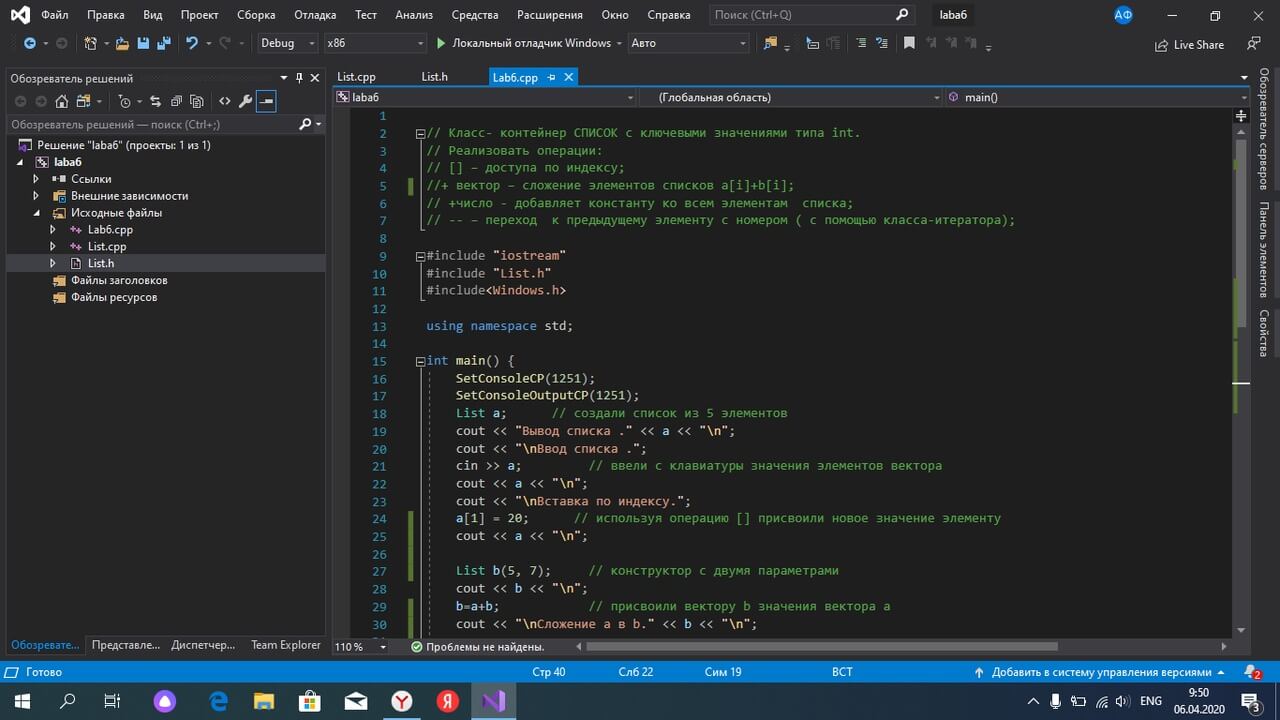 Файл Правка Вид Проект Сборка Отладка Тест Анализ Средства Расширения Окно Справка Поиск (Ctrl+Q) laba6 АФ
Debug x86 Локальный отладчик Windows Авто Live Share
Обозреватель решений
List.cpp List.h Lab6.cpp
laba6 (Глобальная область) main()
Обозреватель решений — поиск (Ctrl+;)
Решение "laba6" (проекты: 1 из 1)
laba6
Ссылки
Внешние зависимости
Исходные файлы
Lab6.cpp
List.cpp
List.h
Файлы заголовков
Файлы ресурсов
1
2 // Класс- контейнер СПИСОК с ключевыми значениями типа int.
3 // Реализовать операции:
4 // [] – доступа по индексу;
5 //+ вектор – сложение элементов списков a[i]+b[i];
6 // +число - добавляет константу ко всем элементам  списка;
7 // -- – переход  к предыдущему элементу с номером ( с помощью класса-итератора);
8
9 #include "iostream"
10 #include "List.h"
11 #include<Windows.h>
12
13 using namespace std;
14
15 int main() {
16 SetConsoleCP(1251);
17 SetConsoleOutputCP(1251);
18 List a;      // создали список из 5 элементов
19 cout << "Вывод списка ." << a << "\n";
20 cout << "\nВвод списка .";
21 cin >> a;         // ввели с клавиатуры значения элементов вектора
22 cout << a << "\n";
23 cout << "\nВставка по индексу.";
24 a[1] = 20;      // используя операцию [] присвоили новое значение элементу
25 cout << a << "\n";
26
27 List b(5, 7);     // конструктор с двумя параметрами
28 cout << b << "\n";
29 b=a+b;            // присвоили вектору b значения вектора a
30 cout << "\nСложение a в b." << b << "\n";
Обозреватель серверов
Панель элементов
Свойства
Обозревате... Представле... Диспетчер... Team Explorer
110 % Проблемы не найдены.
Готово Стр 40 Слб 22 Сим 19 ВСТ Добавить в систему управления версиями 2
ENG 9:50
06.04.2020 3